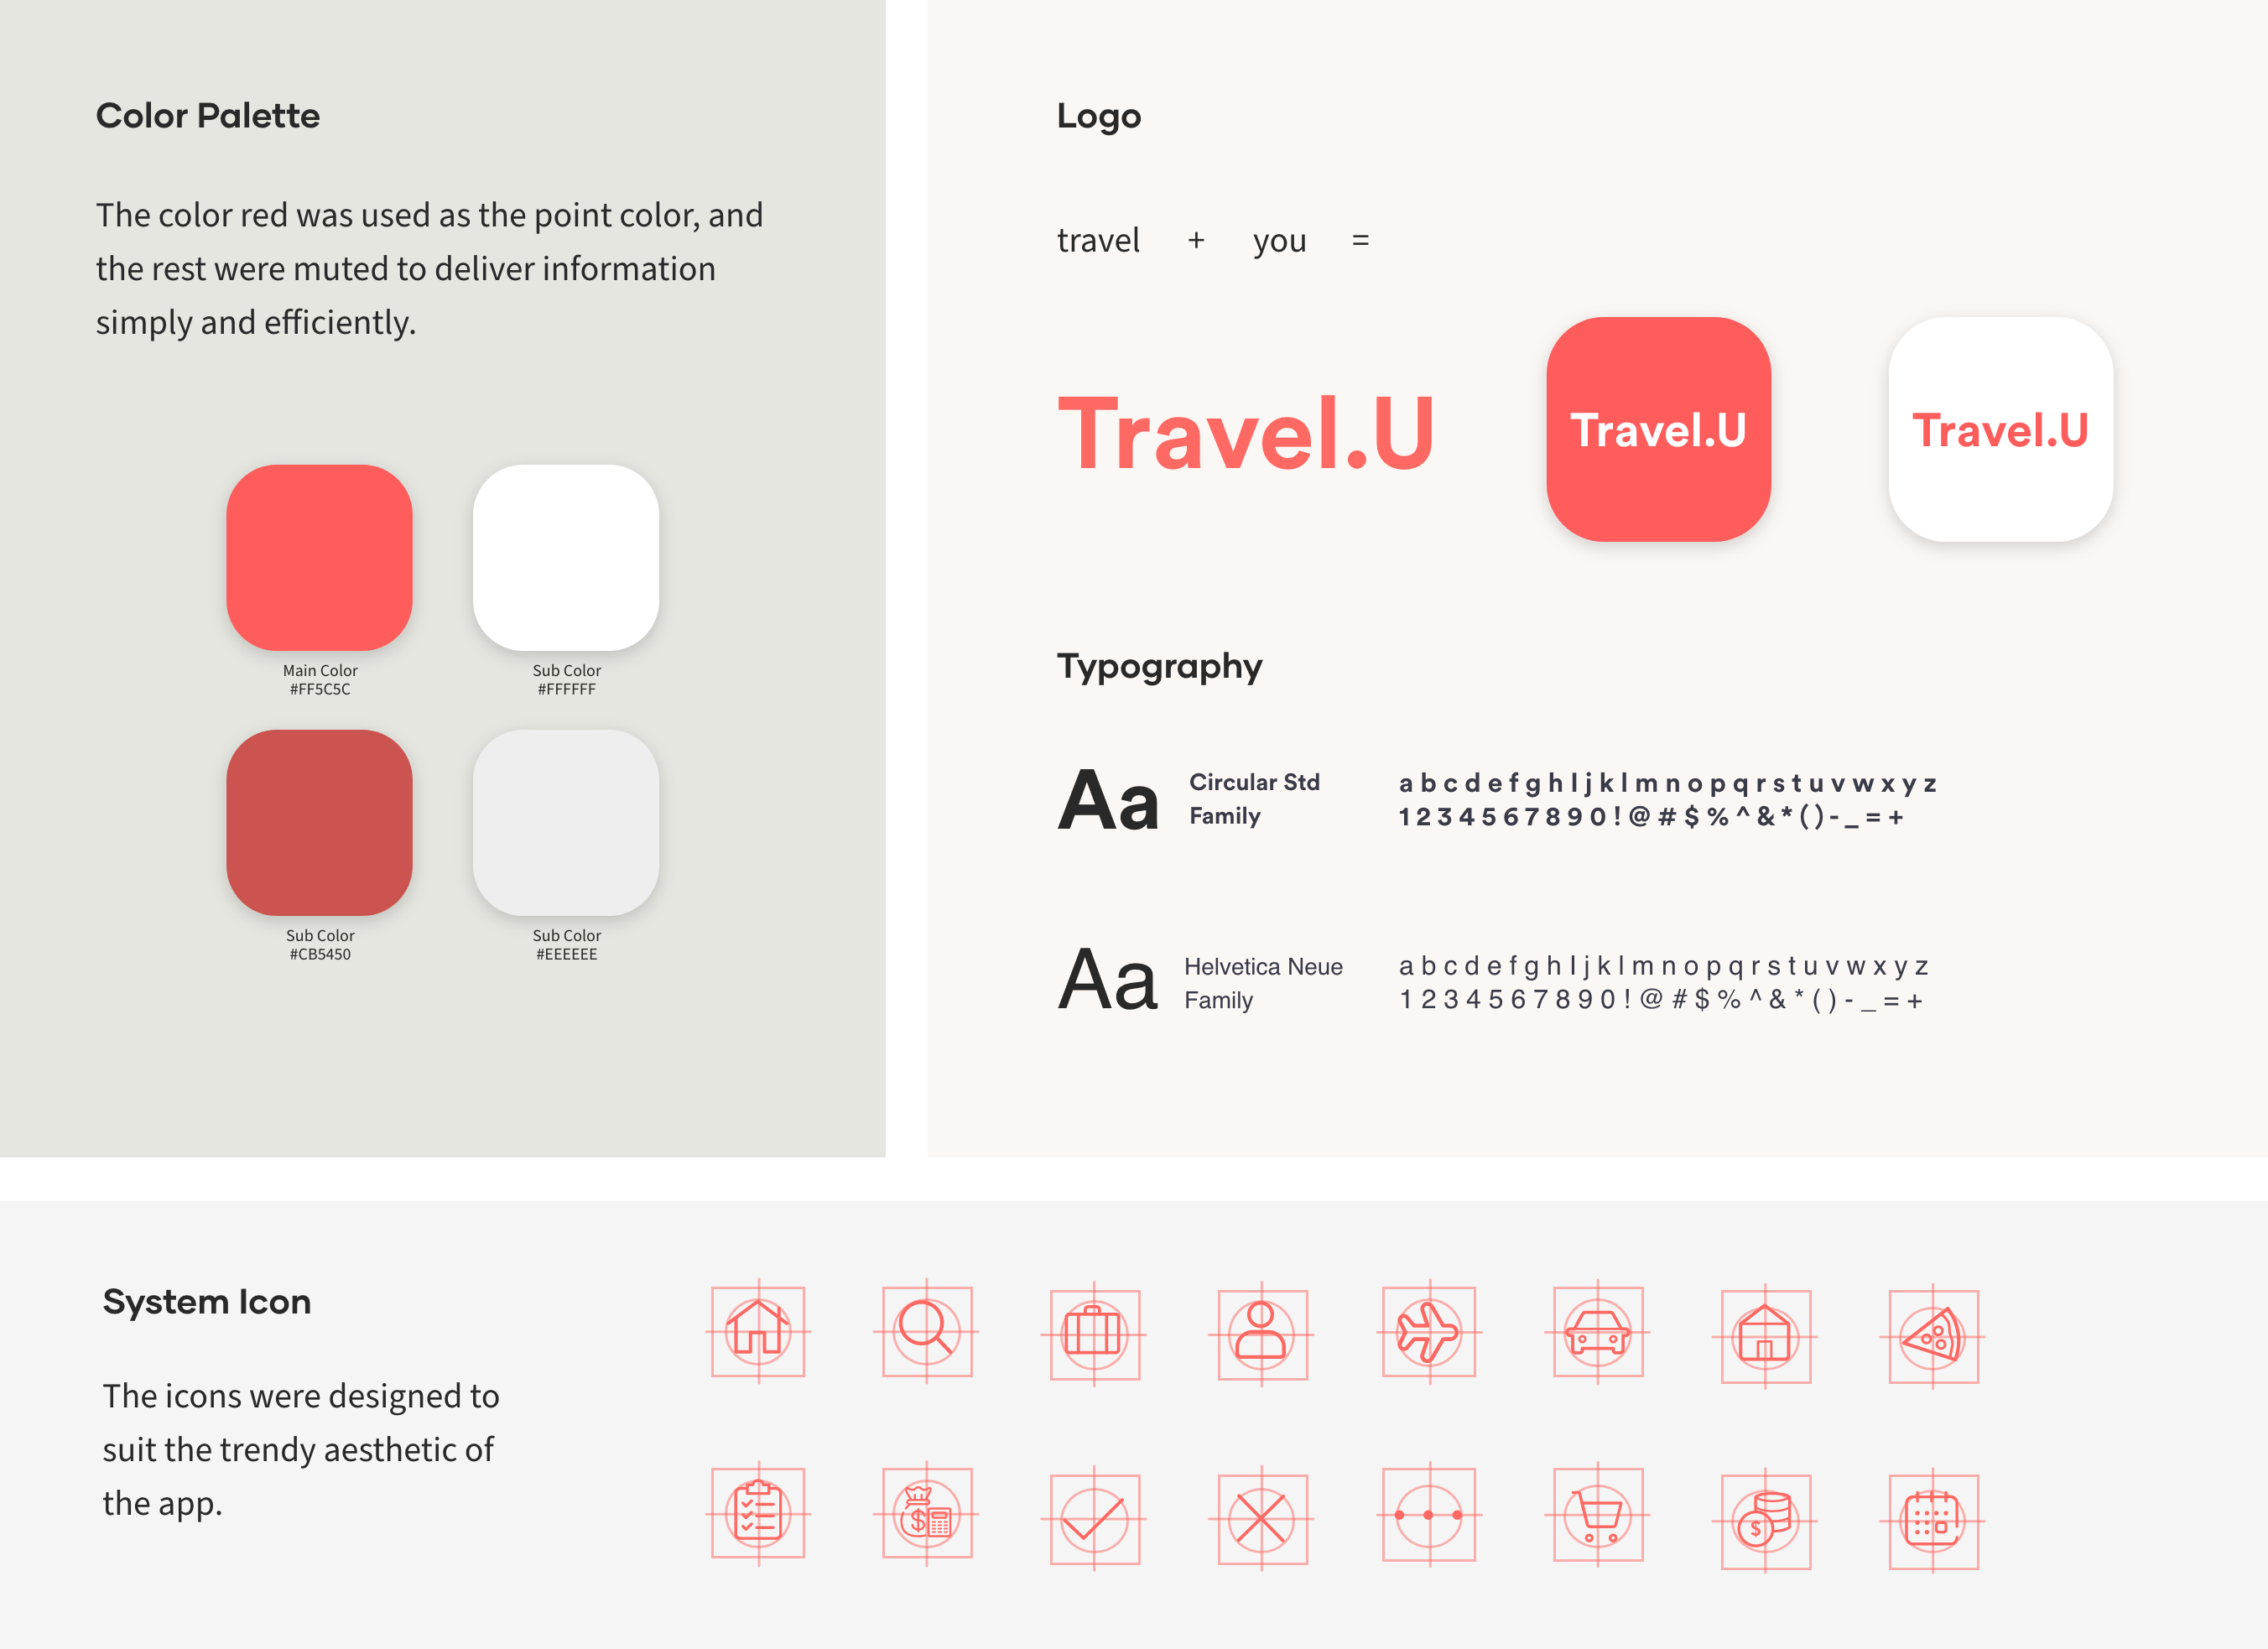 Color Palette
The color red was used as the point color, and
the rest were muted to deliver information
simply and efficiently.
Main Color
#FF5C5C
Sub Color
#FFFFFF
Sub Color
#CB5450
Sub Color
#EEEEEE
Logo
travel + you =
Travel.U
Travel.U
Travel.U
Typography
Aa
Circular Std
Family
a b c d e f g h I j k l m n o p q r s t u v w x y z
1 2 3 4 5 6 7 8 9 0 ! @ # $ % ^ & * ( ) - _ = +
Aa
Helvetica Neue
Family
a b c d e f g h I j k l m n o p q r s t u v w x y z
1 2 3 4 5 6 7 8 9 0 ! @ # $ % ^ & * ( ) - _ = +
System Icon
The icons were designed to
suit the trendy aesthetic of
the app.
$
$